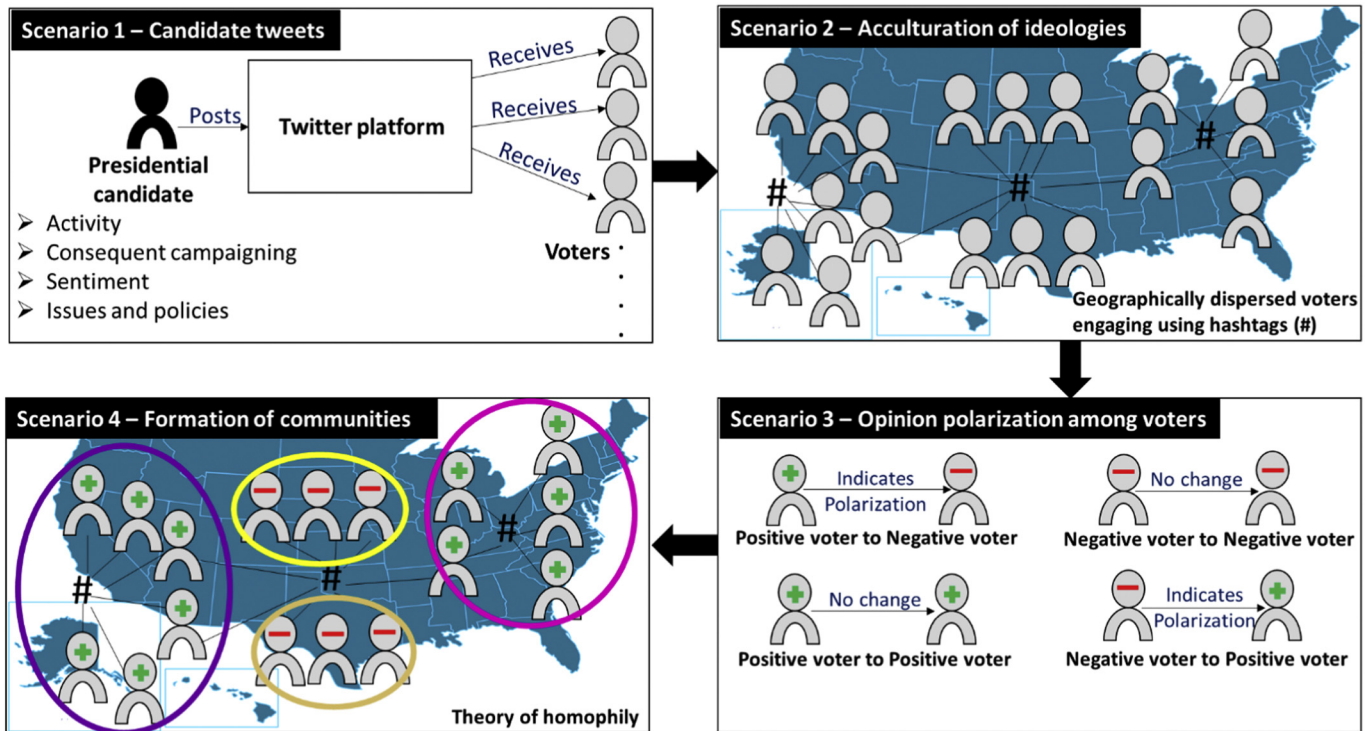 Scenario 1 – Candidate tweets
Posts
Twitter platform
Receives
Receives
Receives
Presidential
candidate
➢ Activity
➢ Consequent campaigning
➢ Sentiment
➢ Issues and policies
Voters
Scenario 2 – Acculturation of ideologies
#
#
#
Geographically dispersed voters
engaging using hashtags (#)
Scenario 3 – Opinion polarization among voters
Indicates
Polarization
Positive voter to Negative voter
No change
Negative voter to Negative voter
No change
Positive voter to Positive voter
Indicates
Polarization
Negative voter to Positive voter
Scenario 4 – Formation of communities
#
#
#
Theory of homophily